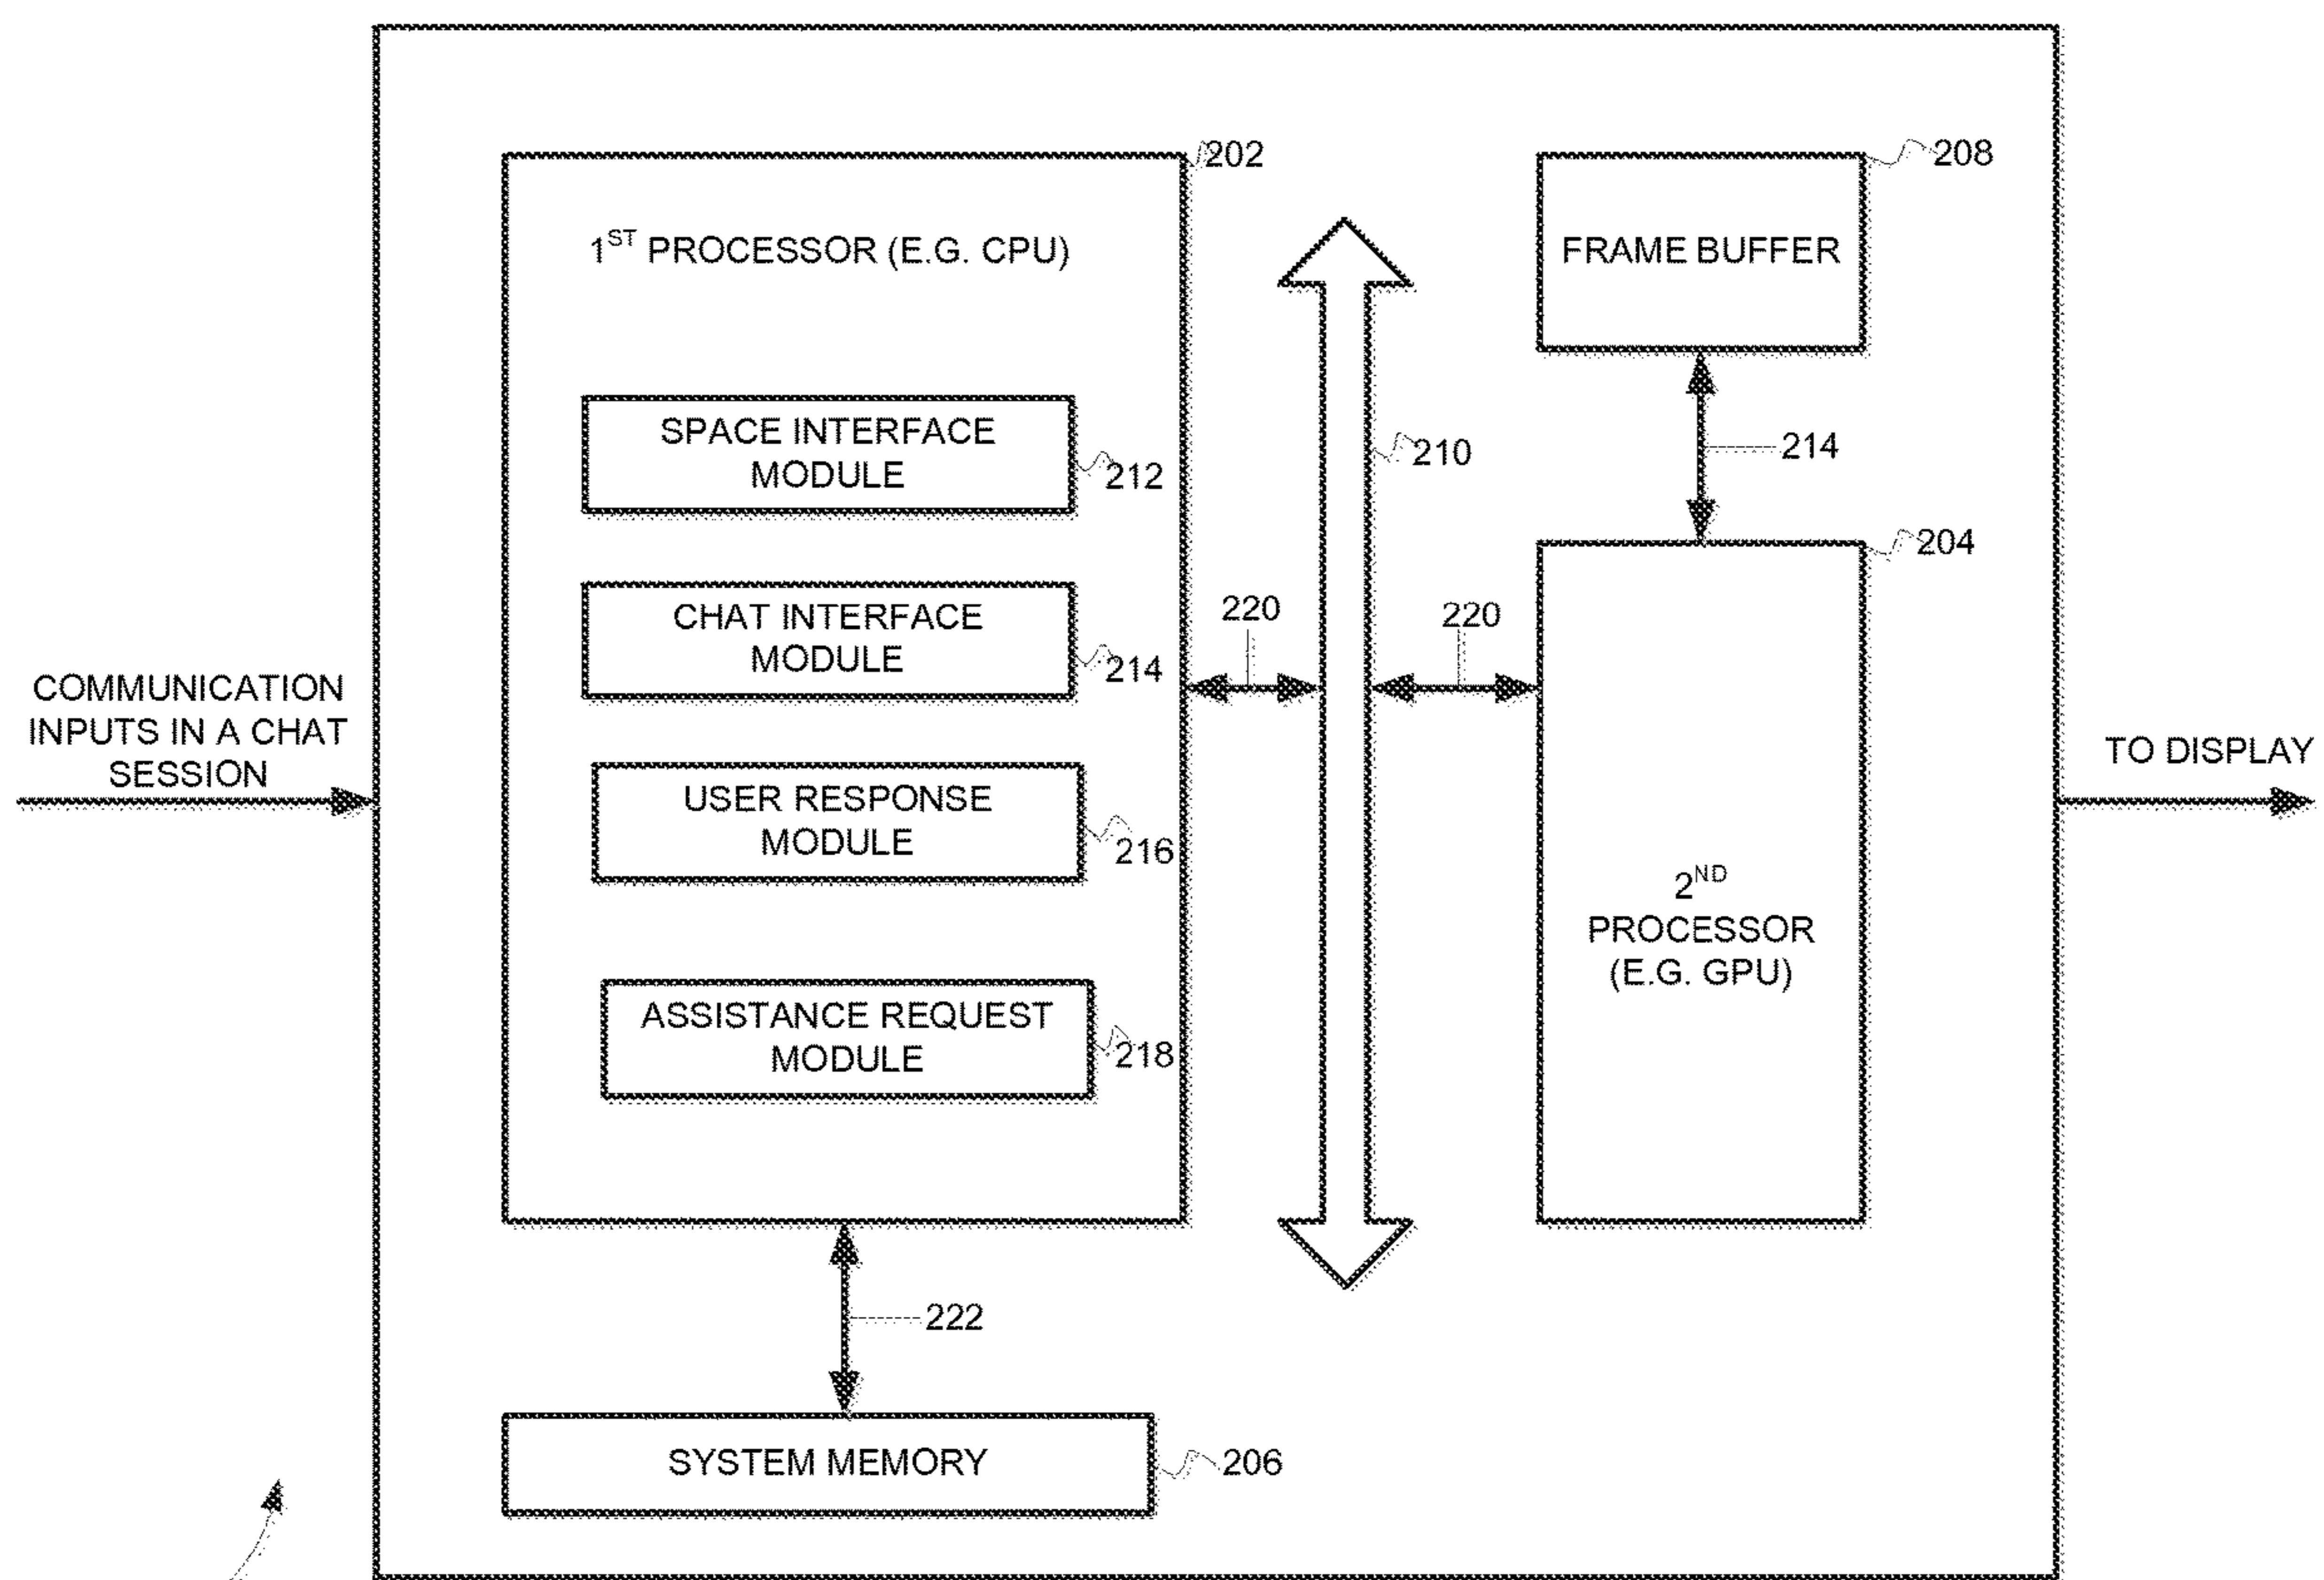 202
208
1ST PROCESSOR (E.G. CPU)
FRAME BUFFER
SPACE INTERFACE
MODULE
212
210
214
204
CHAT INTERFACE
MODULE
214
220
220
COMMUNICATION
INPUTS IN A CHAT
SESSION
TO DISPLAY
USER RESPONSE
MODULE
216
2ND
PROCESSOR
(E.G. GPU)
ASSISTANCE REQUEST
MODULE
218
222
SYSTEM MEMORY
206